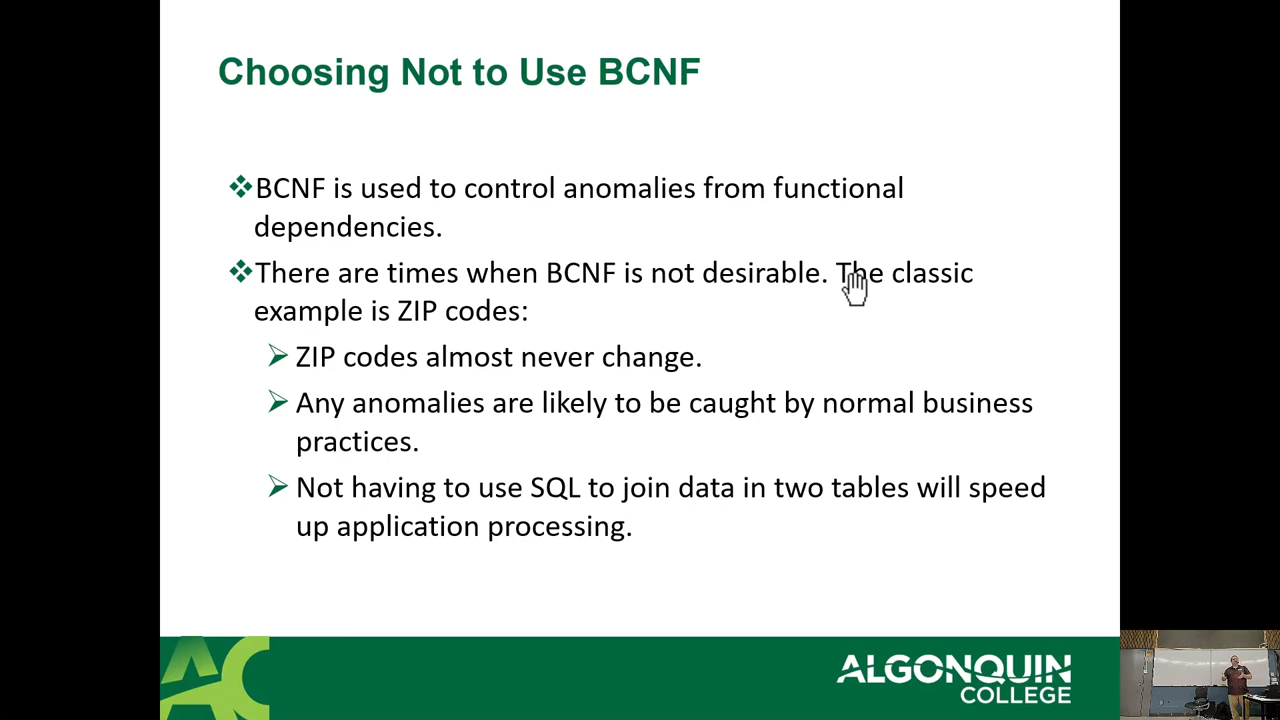 Choosing Not to Use BCNF
❖BCNF is used to control anomalies from functional
dependencies.
❖There are times when BCNF is not desirable. The classic
example is ZIP codes:
➢ ZIP codes almost never change.
➢ Any anomalies are likely to be caught by normal business
practices.
➢ Not having to use SQL to join data in two tables will speed
up application processing.
AC
ALGONQUIN
COLLEGE